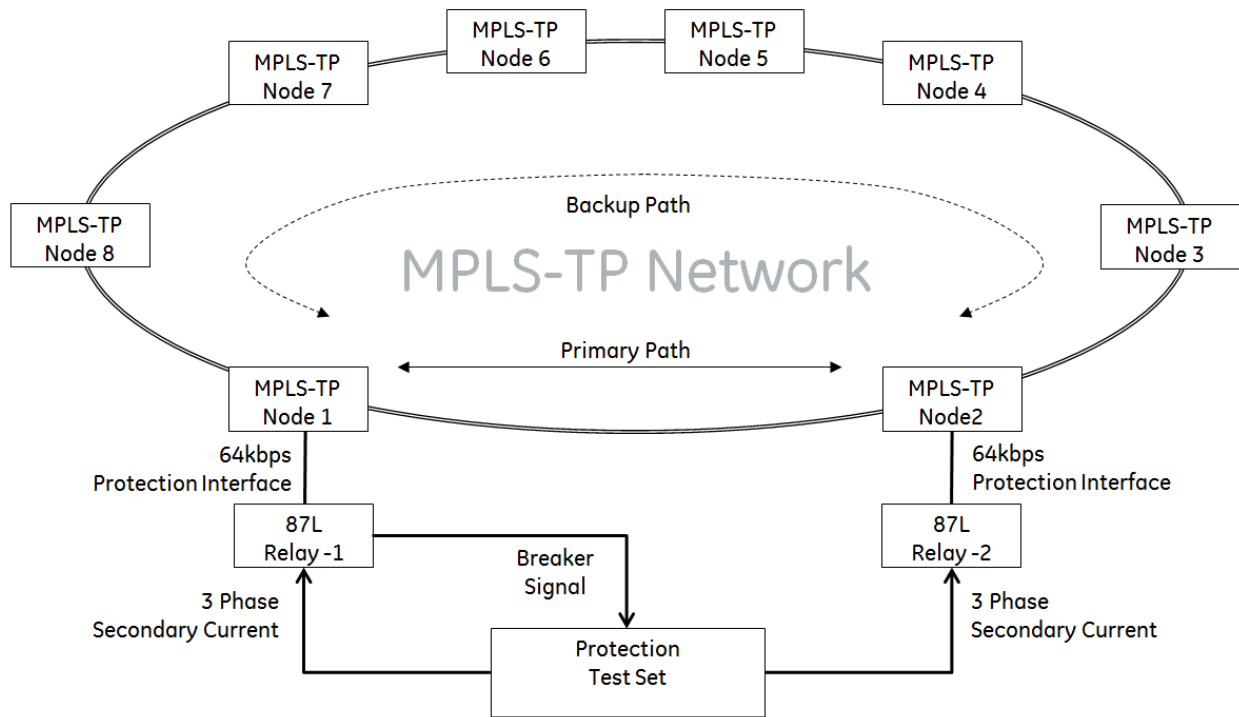 MPLS-TP
Node 6
MPLS-TP
Node 5
MPLS-TP
Node 7
MPLS-TP
Node 4
MPLS-TP
Node 8
Backup Path
MPLS-TP
Node 3
MPLS-TP Network
Primary Path
MPLS-TP
Node 1
MPLS-TP
Node2
64kbps
Protection Interface
64kbps
Protection Interface
87L
Relay -1
87L
Relay -2
Breaker
Signal
3 Phase
Secondary Current
3 Phase
Secondary Current
Protection
Test Set